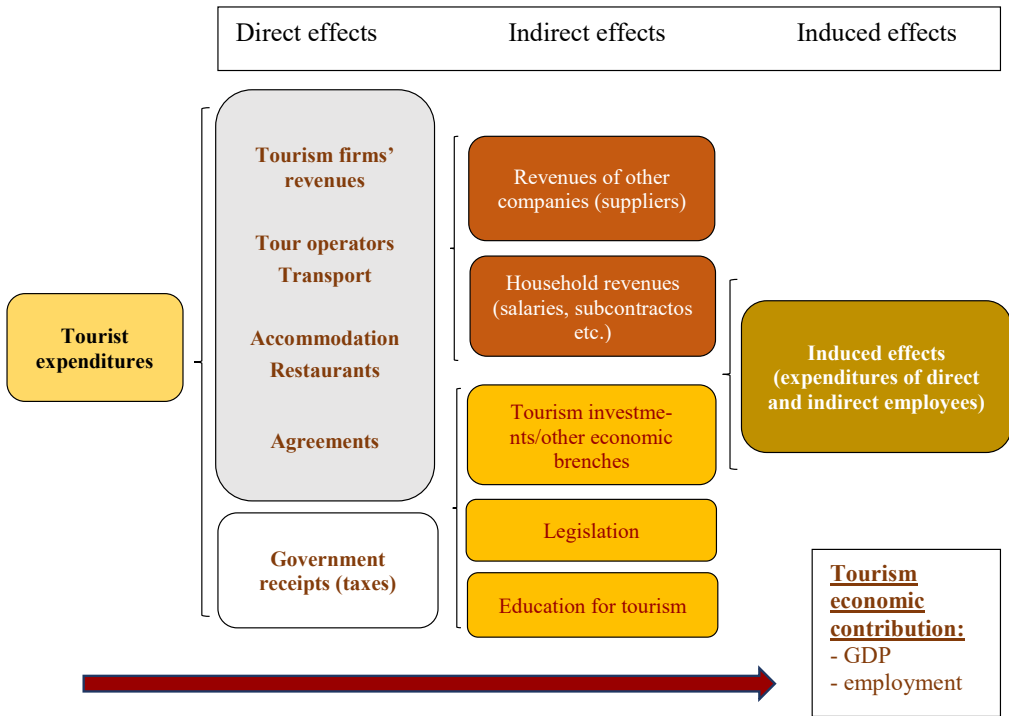 Direct effects
Indirect effects
Induced effects
Tourist
expenditures
Tourism firms’
revenues
Tour operators
Transport
Accommodation
Restaurants
Agreements
Government
receipts (taxes)
Revenues of other
companies (suppliers)
Household revenues
(salaries, subcontractos
etc.)
Tourism investme-
nts/other economic
brenches
Legislation
Education for tourism
Induced effects
(expenditures of direct
and indirect employees)
Tourism
economic
contribution:
- GDP
- employment